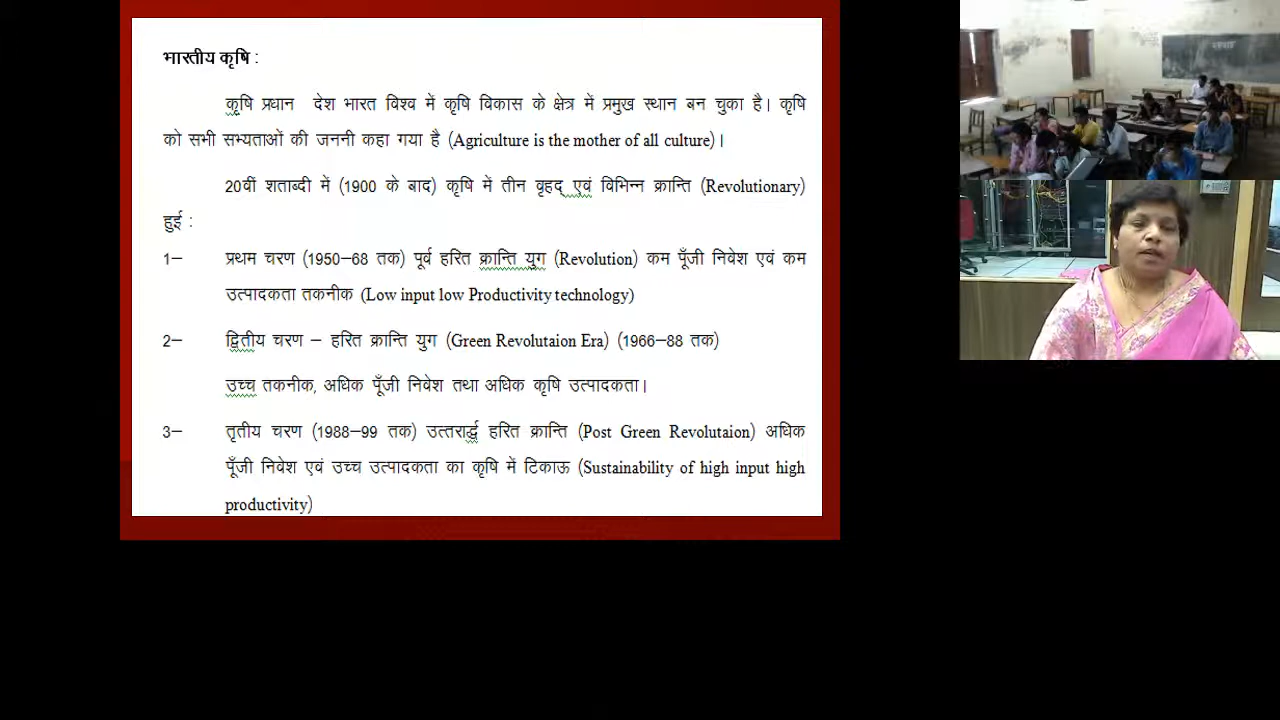 भारतीय कृषि :
कृषि प्रधान देश भारत विश्व में कृषि विकास के क्षेत्र में प्रमुख स्थान बन चुका है। कृषि
को सभी सभ्यताओं की जननी कहा गया है (Agriculture is the mother of all culture)।
20वीं शताब्दी में (1900 के बाद) कृषि में तीन वृहद् एवं विभिन्न क्रान्ति (Revolutionary)
हुई :
1— प्रथम चरण (1950—68 तक) पूर्व हरित क्रान्ति युग (Revolution) कम पूँजी निवेश एवं कम
उत्पादकता तकनीक (Low input low Productivity technology)
2— द्वितीय चरण — हरित क्रान्ति युग (Green Revolutaion Era) (1966—88 तक)
उच्च तकनीक, अधिक पूँजी निवेश तथा अधिक कृषि उत्पादकता।
3— तृतीय चरण (1988—99 तक) उत्तरार्द्ध हरित क्रान्ति (Post Green Revolutaion) अधिक
पूँजी निवेश एवं उच्च उत्पादकता का कृषि में टिकाऊ (Sustainability of high input high
productivity)